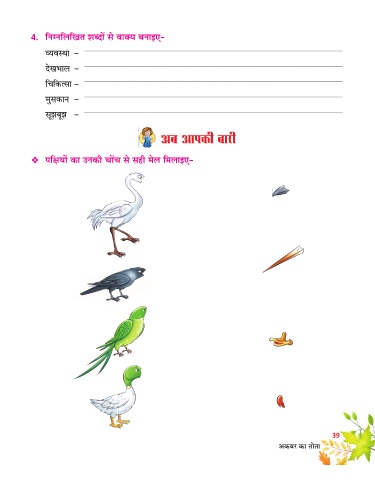 4. निम्नलिखित शब्दों से वाक्य बनाइए-
व्यवस्था -
देखभाल -
चिकित्सा -
मुसकान -
सूझबूझ -
अब आपकी बारी
❖ पक्षियों का उनकी चोंच से सही मेल मिलाइए-
39
अकबर का तोता